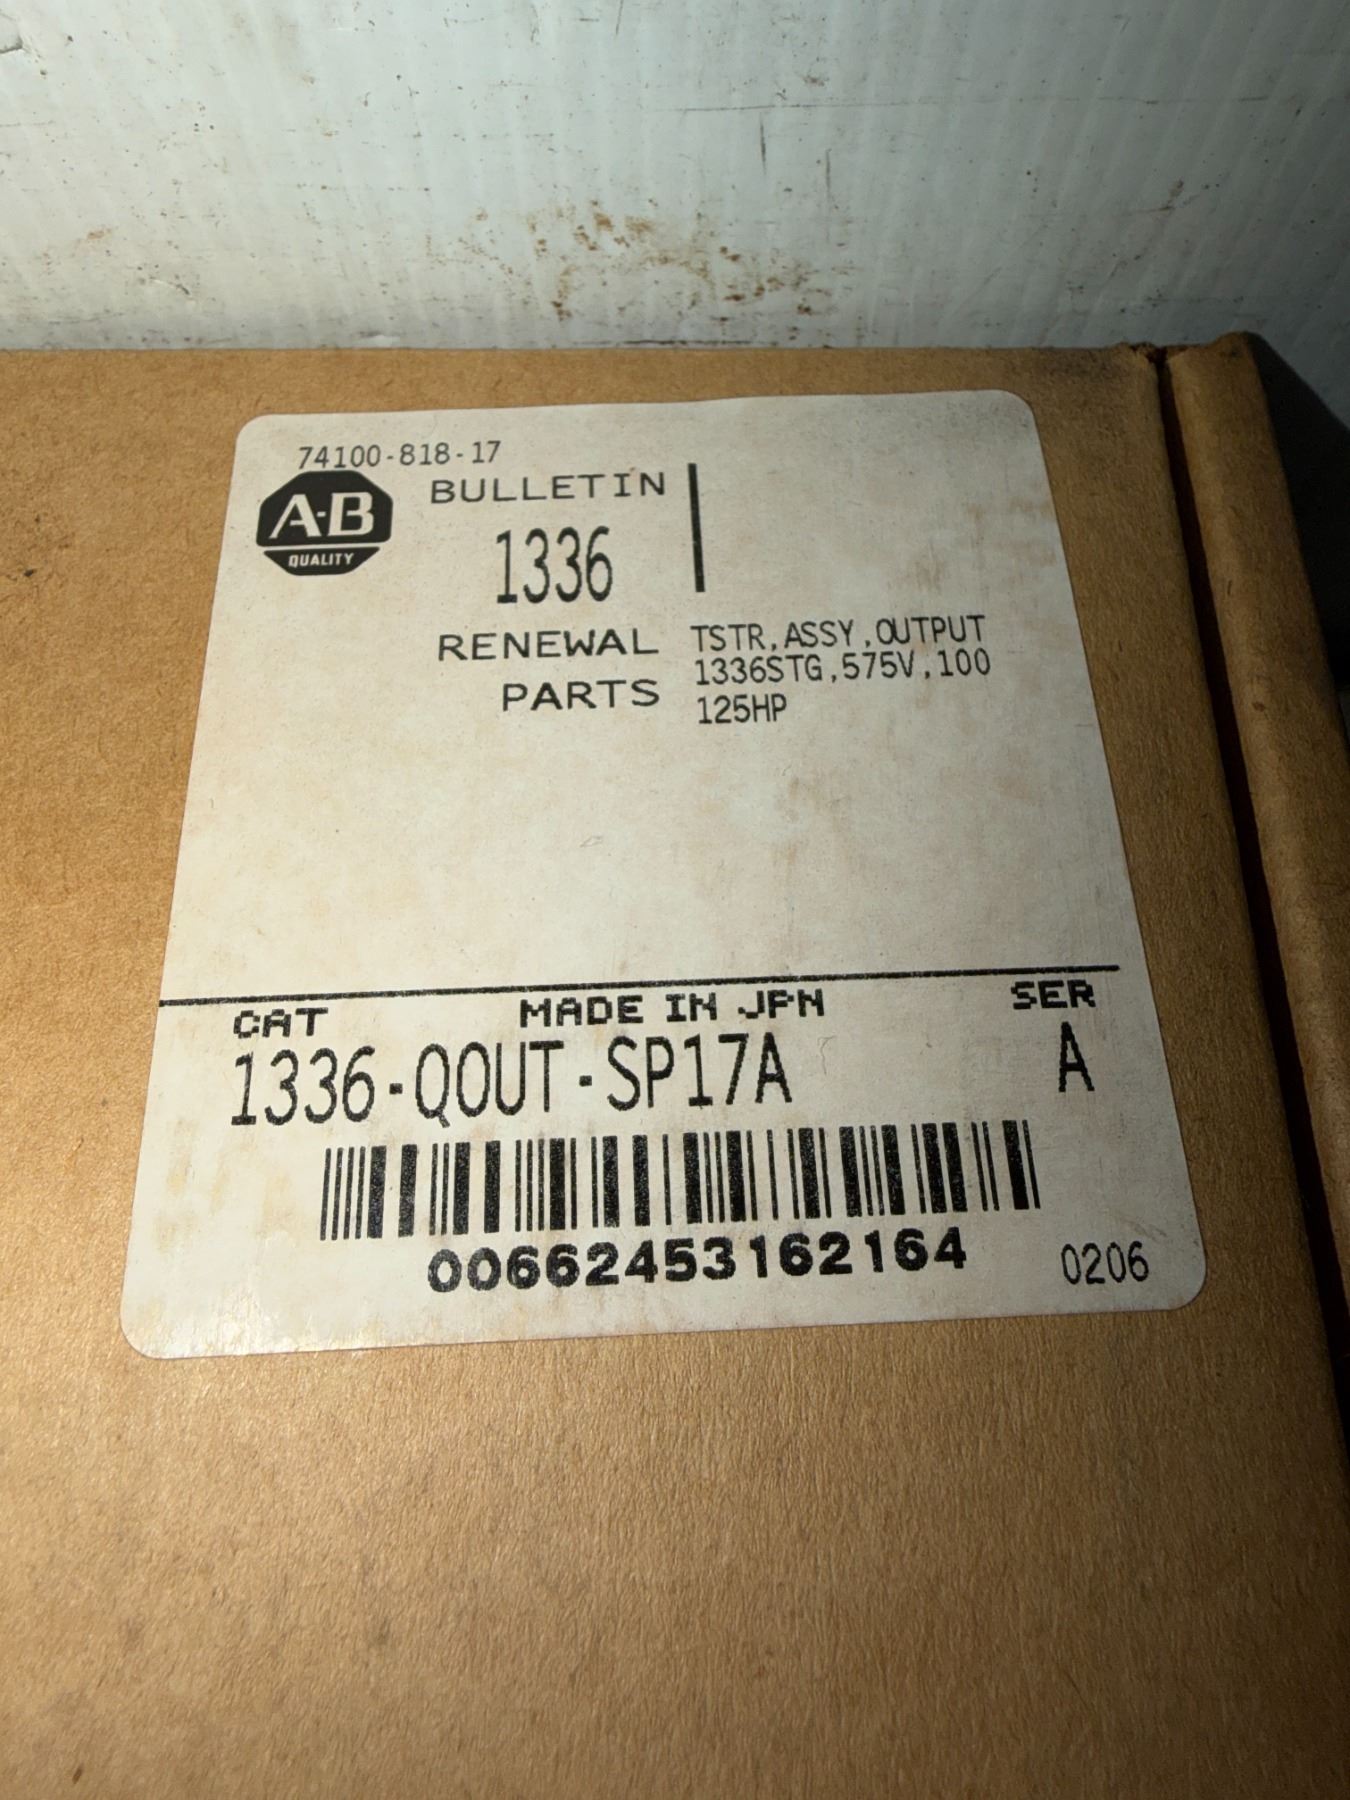 74100-818-17
A-B
QUALITY
BULLETIN
1336
RENEWAL
PARTS
TSTR,ASSY,OUTPUT
1336STG,575V,100
125HP
CAT MADE IN JPN SER
1336-QOUT-SP17A A
00662453162164 0206